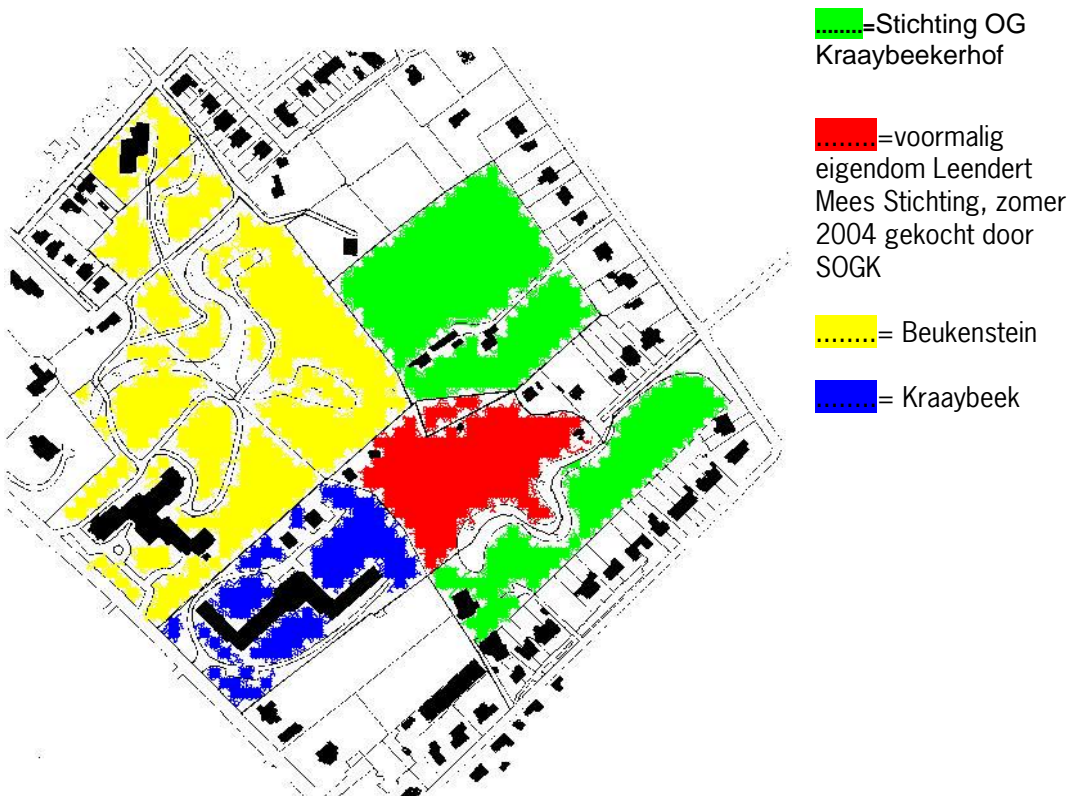 ........=Stichting OG
Kraaybeekerhof
........=voormalig
eigendom Leendert
Mees Stichting, zomer
2004 gekocht door
SOGK
........= Beukenstein
........= Kraaybeek